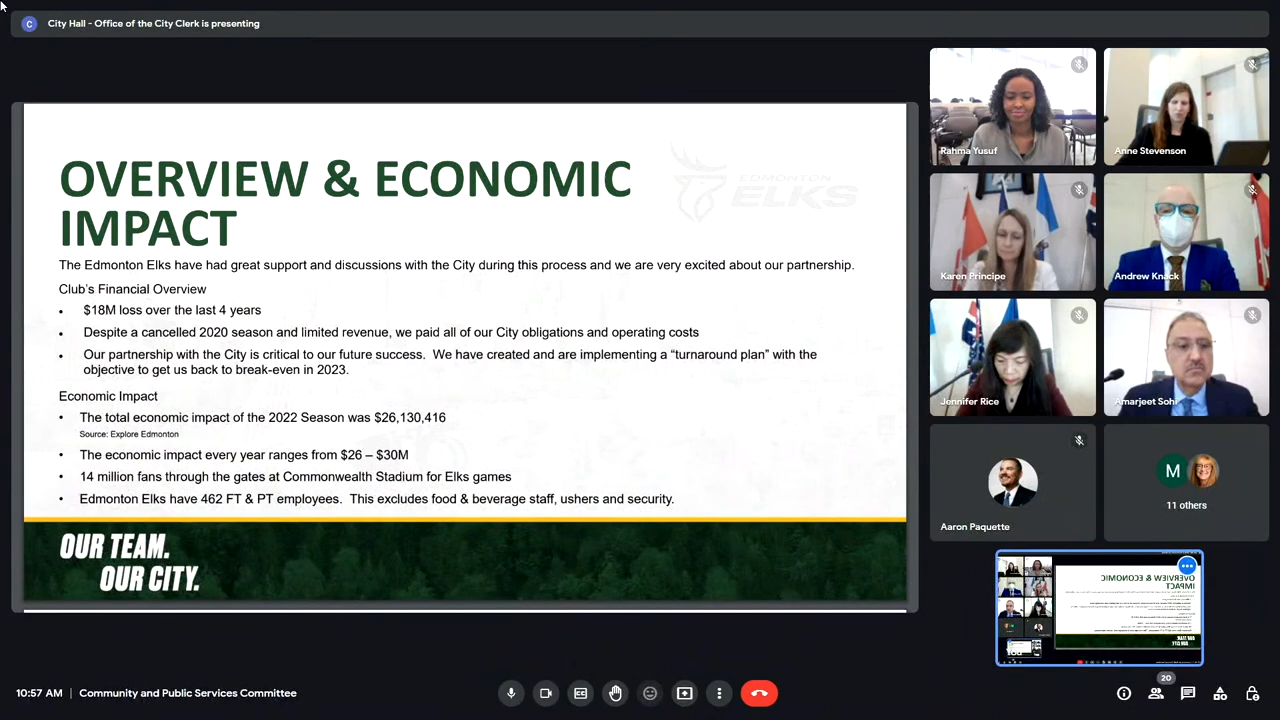 City Hall - Office of the City Clerk is presenting
C
OVERVIEW & ECONOMIC
IMPACT
EDMONTON
ELKS
The Edmonton Elks have had great support and discussions with the City during this process and we are very excited about our partnership.
Club's Financial Overview
• $18M loss over the last 4 years
• Despite a cancelled 2020 season and limited revenue, we paid all of our City obligations and operating costs
• Our partnership with the City is critical to our future success. We have created and are implementing a “turnaround plan” with the
objective to get us back to break-even in 2023.
Economic Impact
• The total economic impact of the 2022 Season was $26,130,416
Source: Explore Edmonton
• The economic impact every year ranges from $26 – $30M
• 14 million fans through the gates at Commonwealth Stadium for Elks games
• Edmonton Elks have 462 FT & PT employees. This excludes food & beverage staff, ushers and security.
OUR TEAM.
OUR CITY.
Rahma Yusuf
Anne Stevenson
Karen Principe
Andrew Knack
Jennifer Rice
Amarjeet Sohi
Aaron Paquette
M
11 others
OVERVIEW & ECONOMIC
IMPACT
10:57 AM | Community and Public Services Committee
20